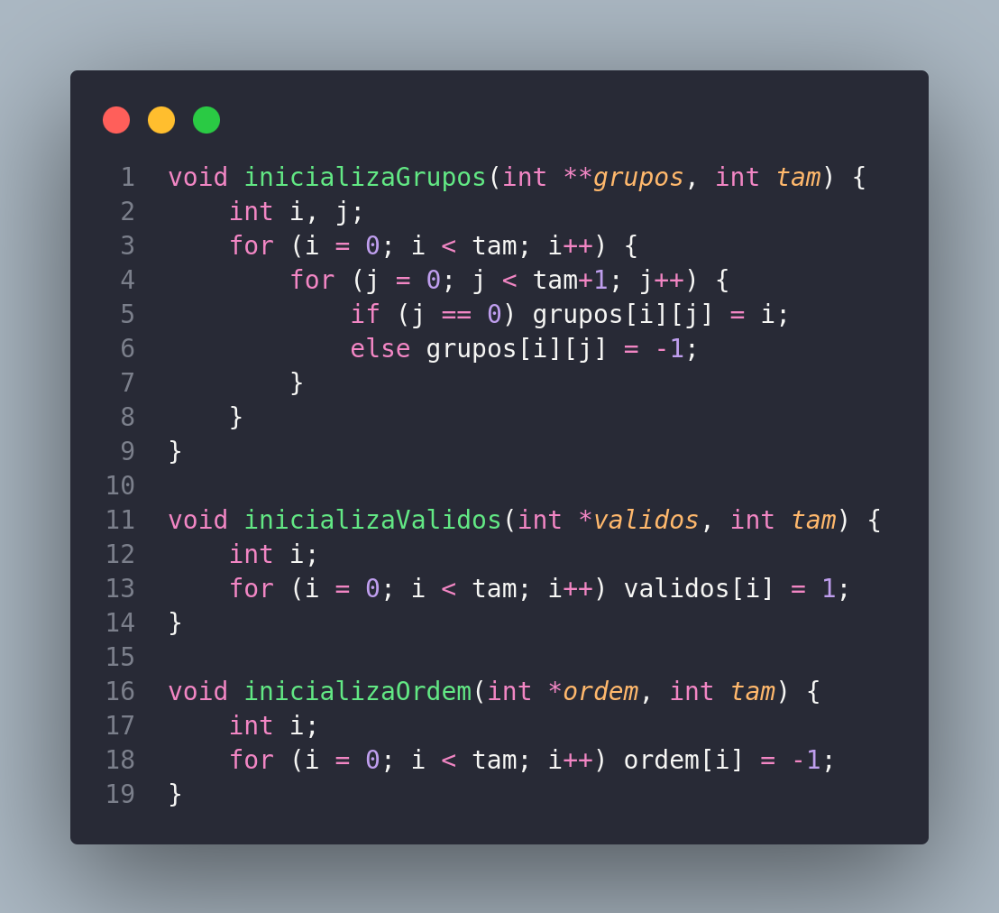 1 void inicializaGrupos(int **grupos, int tam) {
2     int i, j;
3     for (i = 0; i < tam; i++) {
4         for (j = 0; j < tam+1; j++) {
5             if (j == 0) grupos[i][j] = i;
6             else grupos[i][j] = -1;
7         }
8     }
9 }
10
11 void inicializaValidos(int *validos, int tam) {
12     int i;
13     for (i = 0; i < tam; i++) validos[i] = 1;
14 }
15
16 void inicializaOrdem(int *ordem, int tam) {
17     int i;
18     for (i = 0; i < tam; i++) ordem[i] = -1;
19 }